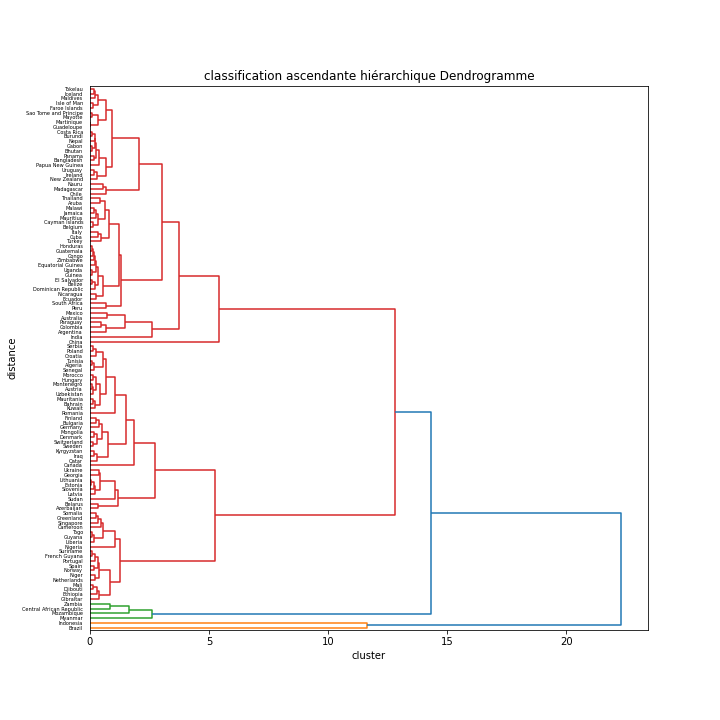 classification ascendante hiérarchique Dendrogramme
Tokelau
Iceland
Maldives
Isle of Man
Faroe Islands
Sao Tome and Principe
Mayotte
Martinique
Guadeloupe
Costa Rica
Burundi
Nepal
Gabon
Bhutan
Panama
Bangladesh
Papua New Guinea
Uruguay
Ireland
New Zealand
Nauru
Madagascar
Chile
Thailand
Aruba
Malawi
Jamaica
Mauritius
Cayman Islands
Belgium
Italy
Cuba
Turkey
Honduras
Guatemala
Congo
Zimbabwe
Equatorial Guinea
Uganda
Guinea
El Salvador
Belize
Dominican Republic
Nicaragua
Ecuador
South Africa
Peru
Mexico
Australia
Paraguay
Colombia
Argentina
India
China
Serbia
Poland
Croatia
Tunisia
Algeria
Senegal
Morocco
Hungary
Montenegro
Austria
Uzbekistan
Mauritania
Bahrain
Kuwait
Romania
Finland
Bulgaria
Germany
Mongolia
Denmark
Switzerland
Sweden
Kyrgyzstan
Iraq
Qatar
Canada
Ukraine
Georgia
Lithuania
Estonia
Slovenia
Latvia
Sudan
Belarus
Azerbaijan
Somalia
Greenland
Singapore
Cameroon
Togo
Guyana
Liberia
Nigeria
Suriname
French Guyana
Portugal
Spain
Norway
Niger
Netherlands
Mali
Djibouti
Ethiopia
Gibraltar
Zambia
Central African Republic
Mozambique
Myanmar
Indonesia
Brazil
distance
0 5 10 15 20
cluster